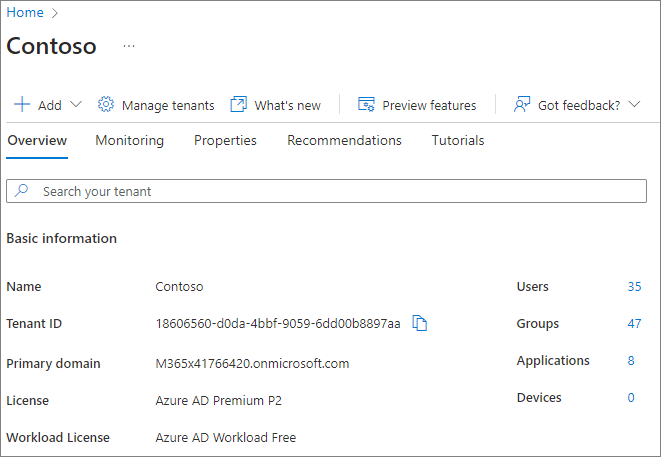 Home
Contoso ...
Add Manage tenants What's new Preview features Got feedback?
Overview Monitoring Properties Recommendations Tutorials
Search your tenant
Basic information
Name Contoso Users 35
Tenant ID 18606560-d0da-4bbf-9059-6dd00b8897aa Groups 47
Primary domain M365x41766420.onmicrosoft.com Applications 8
License Azure AD Premium P2 Devices 0
Workload License Azure AD Workload Free